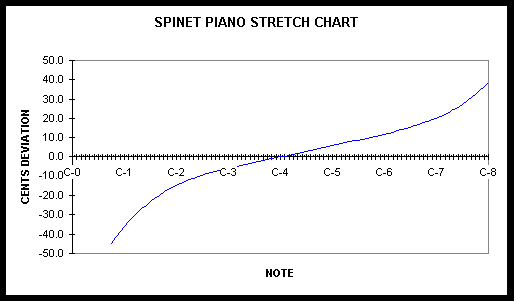 SPINET PIANO STRETCH CHART
50.0
40.0
30.0
20.0
10.0
0.0
C-0 C-1 C-2 C-3 C-4 C-5 C-6 C-7 C-8
-10.0
-20.0
-30.0
-40.0
-50.0
CENTS DEVIATION
NOTE